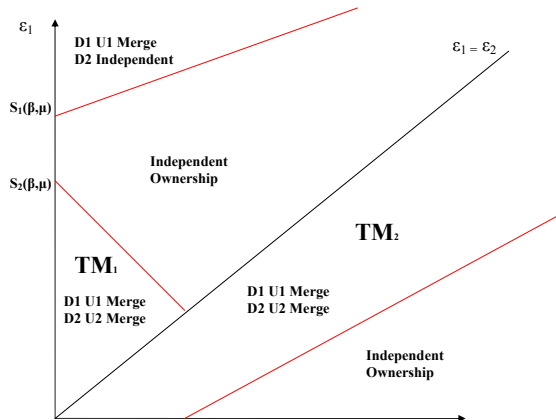 ε1
D1 U1 Merge
D2 Independent
ε1 = ε2
S1(β,μ)
Independent
Ownership
S2(β,μ)
TM1
TM2
D1 U1 Merge
D2 U2 Merge
D1 U1 Merge
D2 U2 Merge
Independent
Ownership